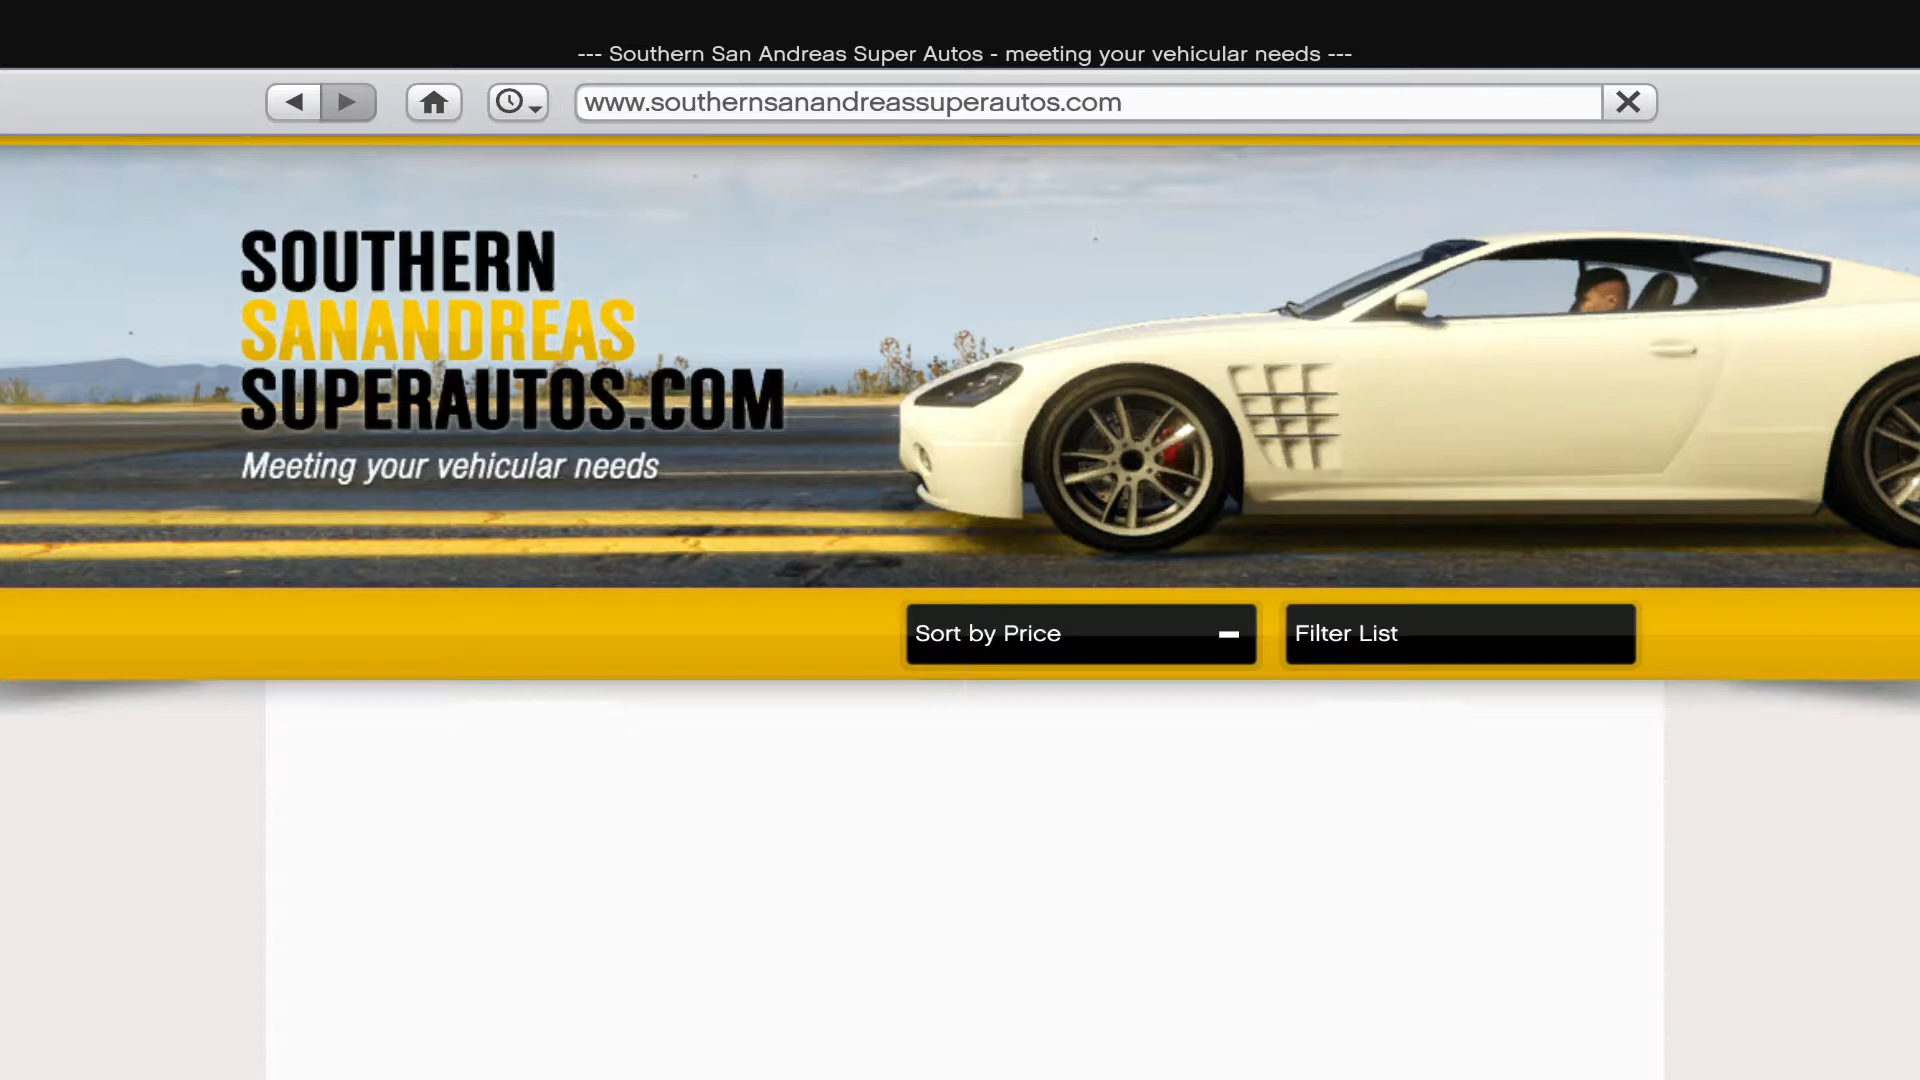 --- Southern San Andreas Super Autos - meeting your vehicular needs ---
www.southernsanandreassuperautos.com
SOUTHERN
SANANDREAS
SUPERAUTOS.COM
Meeting your vehicular needs
Sort by Price
Filter List